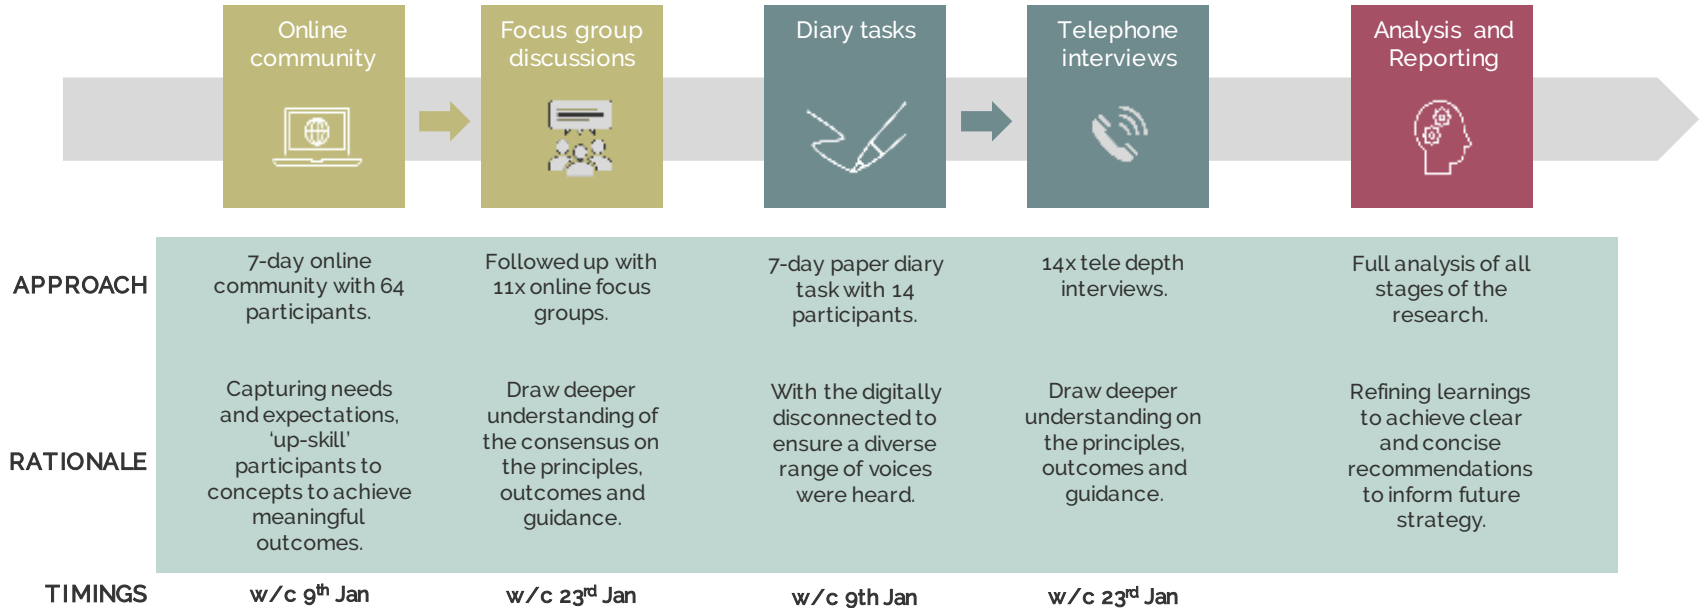 Online
community
Focus group
discussions
Diary tasks
Telephone
interviews
Analysis and
Reporting
APPROACH
7-day online
community with 64
participants.
Followed up with
11x online focus
groups.
7-day paper diary
task with 14
participants.
14x tele depth
interviews.
Full analysis of all
stages of the
research.
RATIONALE
Capturing needs
and expectations,
‘up-skill’
participants to
concepts to achieve
meaningful
outcomes.
Draw deeper
understanding of
the consensus on
the principles,
outcomes and
guidance.
With the digitally
disconnected to
ensure a diverse
range of voices
were heard.
Draw deeper
understanding on
the principles,
outcomes and
guidance.
Refining learnings
to achieve clear
and concise
recommendations
to inform future
strategy.
TIMINGS
w/c 9th Jan
w/c 23rd Jan
w/c 9th Jan
w/c 23rd Jan